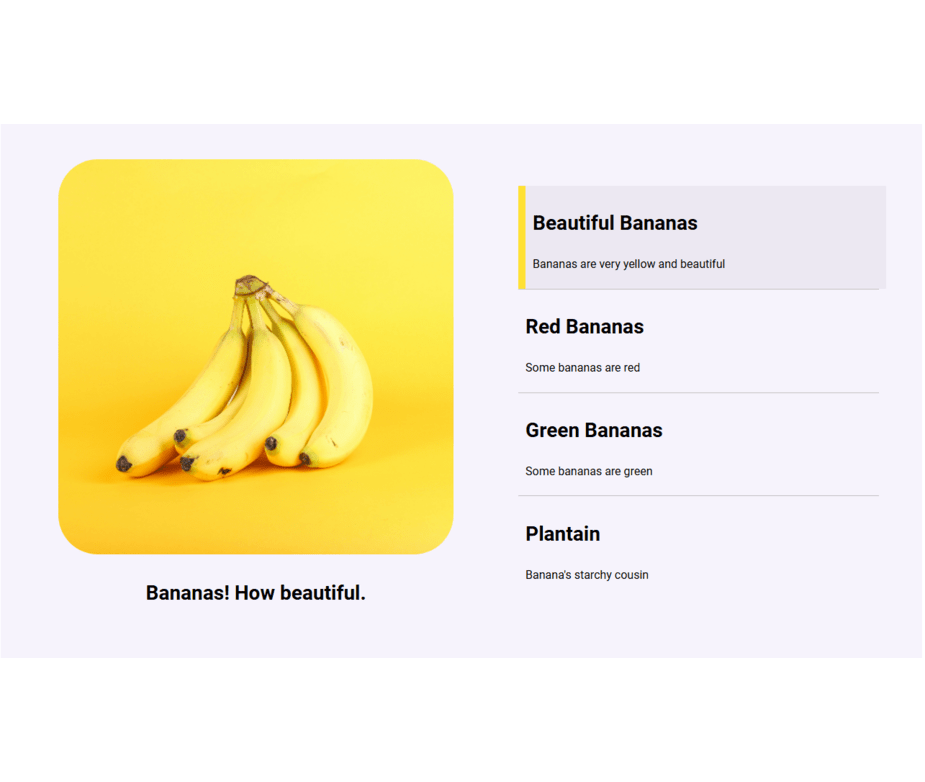 Beautiful Bananas
Bananas are very yellow and beautiful
Red Bananas
Some bananas are red
Green Bananas
Some bananas are green
Plantain
Banana's starchy cousin
Bananas! How beautiful.